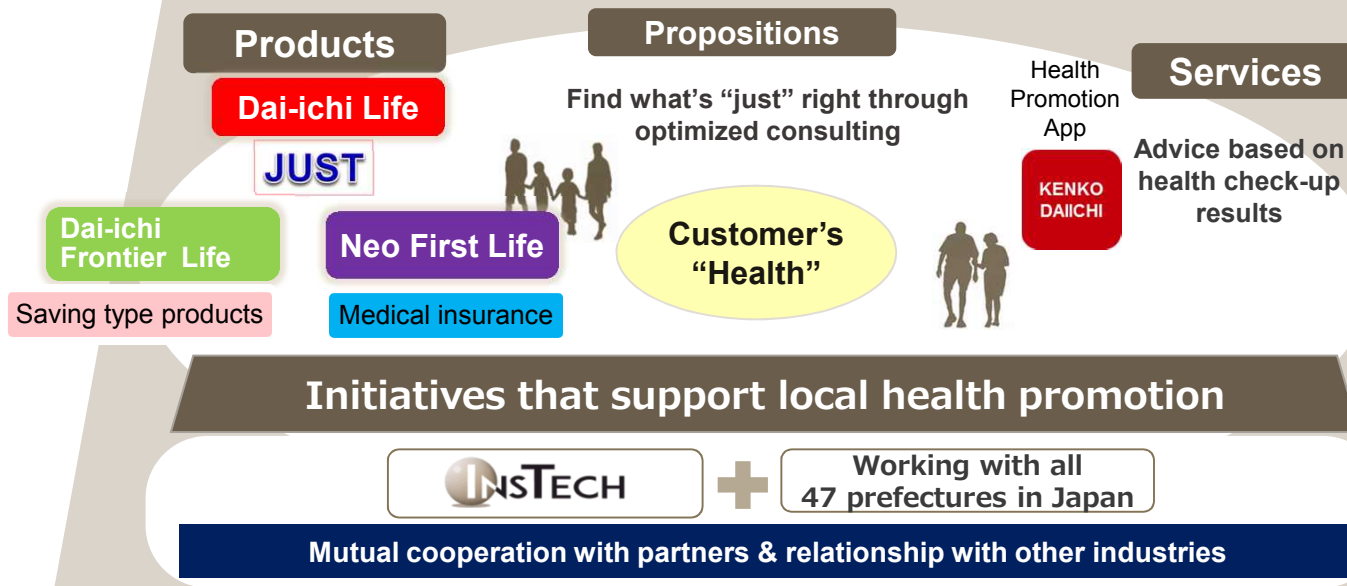 Products
Dai-ichi Life
JUST
Dai-ichi
Frontier Life
Saving type products
Neo First Life
Medical insurance
Propositions
Find what's “just” right through
optimized consulting
Customer's
“Health”
Services
Health
Promotion
App
KENKO
DAIICHI
Advice based on
health check-up
results
Initiatives that support local health promotion
INSTECH
Working with all
47 prefectures in Japan
Mutual cooperation with partners & relationship with other industries